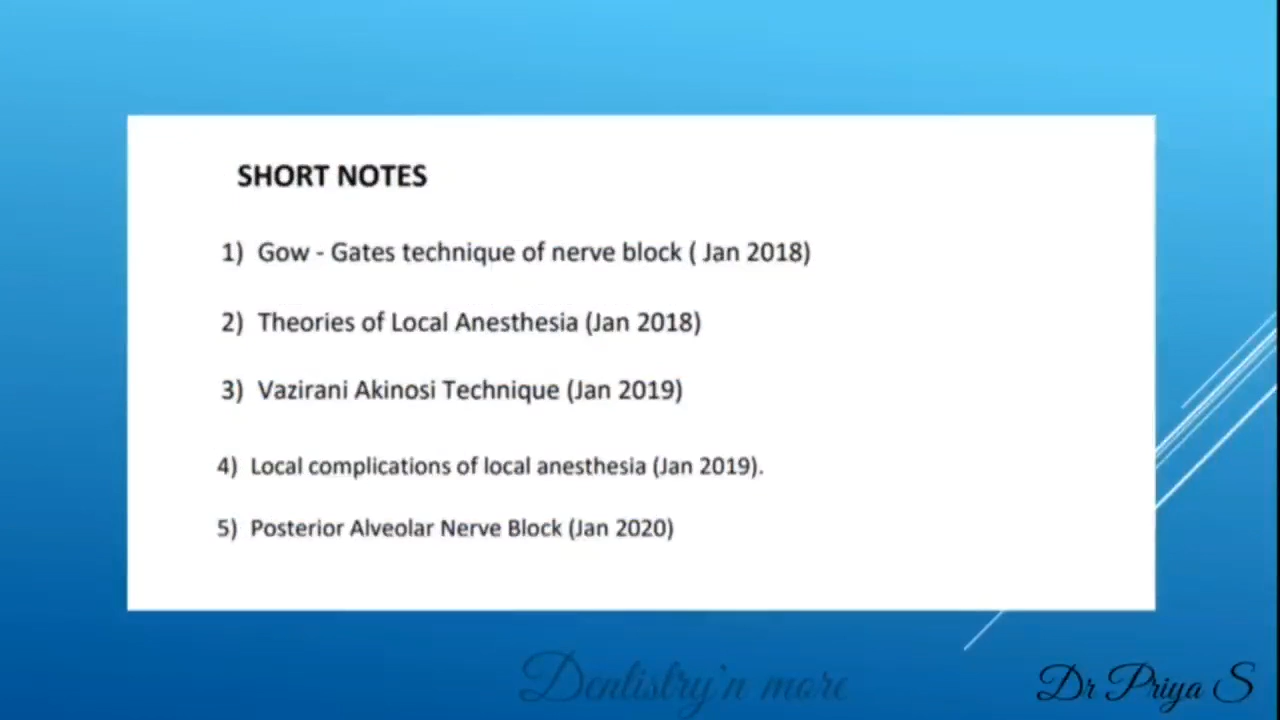 SHORT NOTES
1) Gow - Gates technique of nerve block ( Jan 2018)
2) Theories of Local Anesthesia (Jan 2018)
3) Vazirani Akinosi Technique (Jan 2019)
4) Local complications of local anesthesia (Jan 2019).
5) Posterior Alveolar Nerve Block (Jan 2020)
Dentistry'n more
Dr Priya S